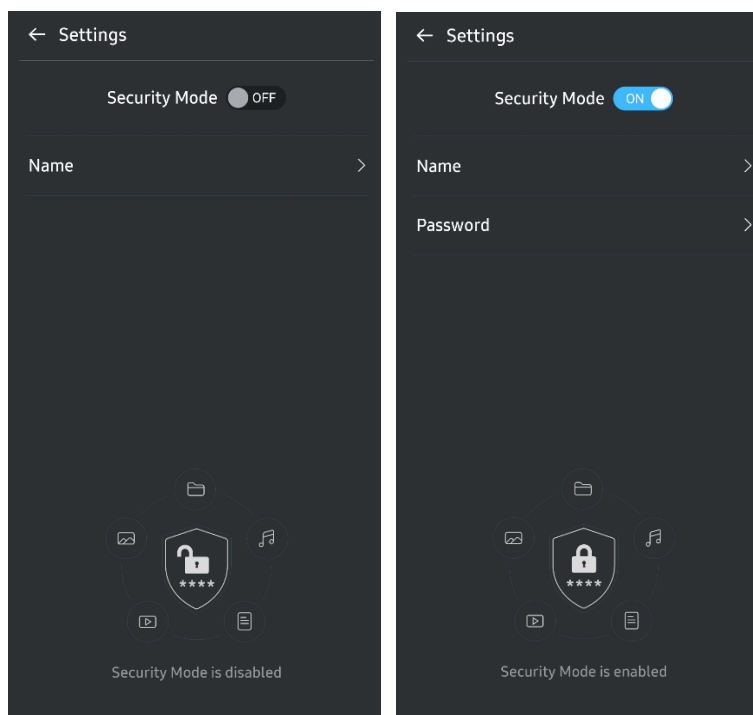 Settings
Security Mode OFF
Name
****
Security Mode is disabled
Settings
Security Mode ON
Name
Password
****
Security Mode is enabled